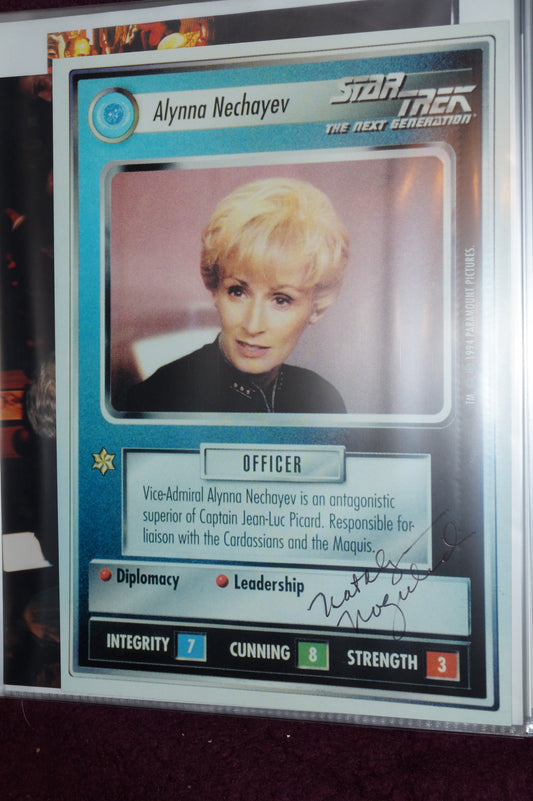 Alynna Nechayev
STAR TREK
THE NEXT GENERATION
TM & © 1994 PARAMOUNT PICTURES.
OFFICER
Vice-Admiral Alynna Nechayev is an antagonistic
superior of Captain Jean-Luc Picard. Responsible for
liaison with the Cardassians and the Maquis.
Diplomacy Leadership
Natalija Nogulich
INTEGRITY 7 CUNNING 8 STRENGTH 3